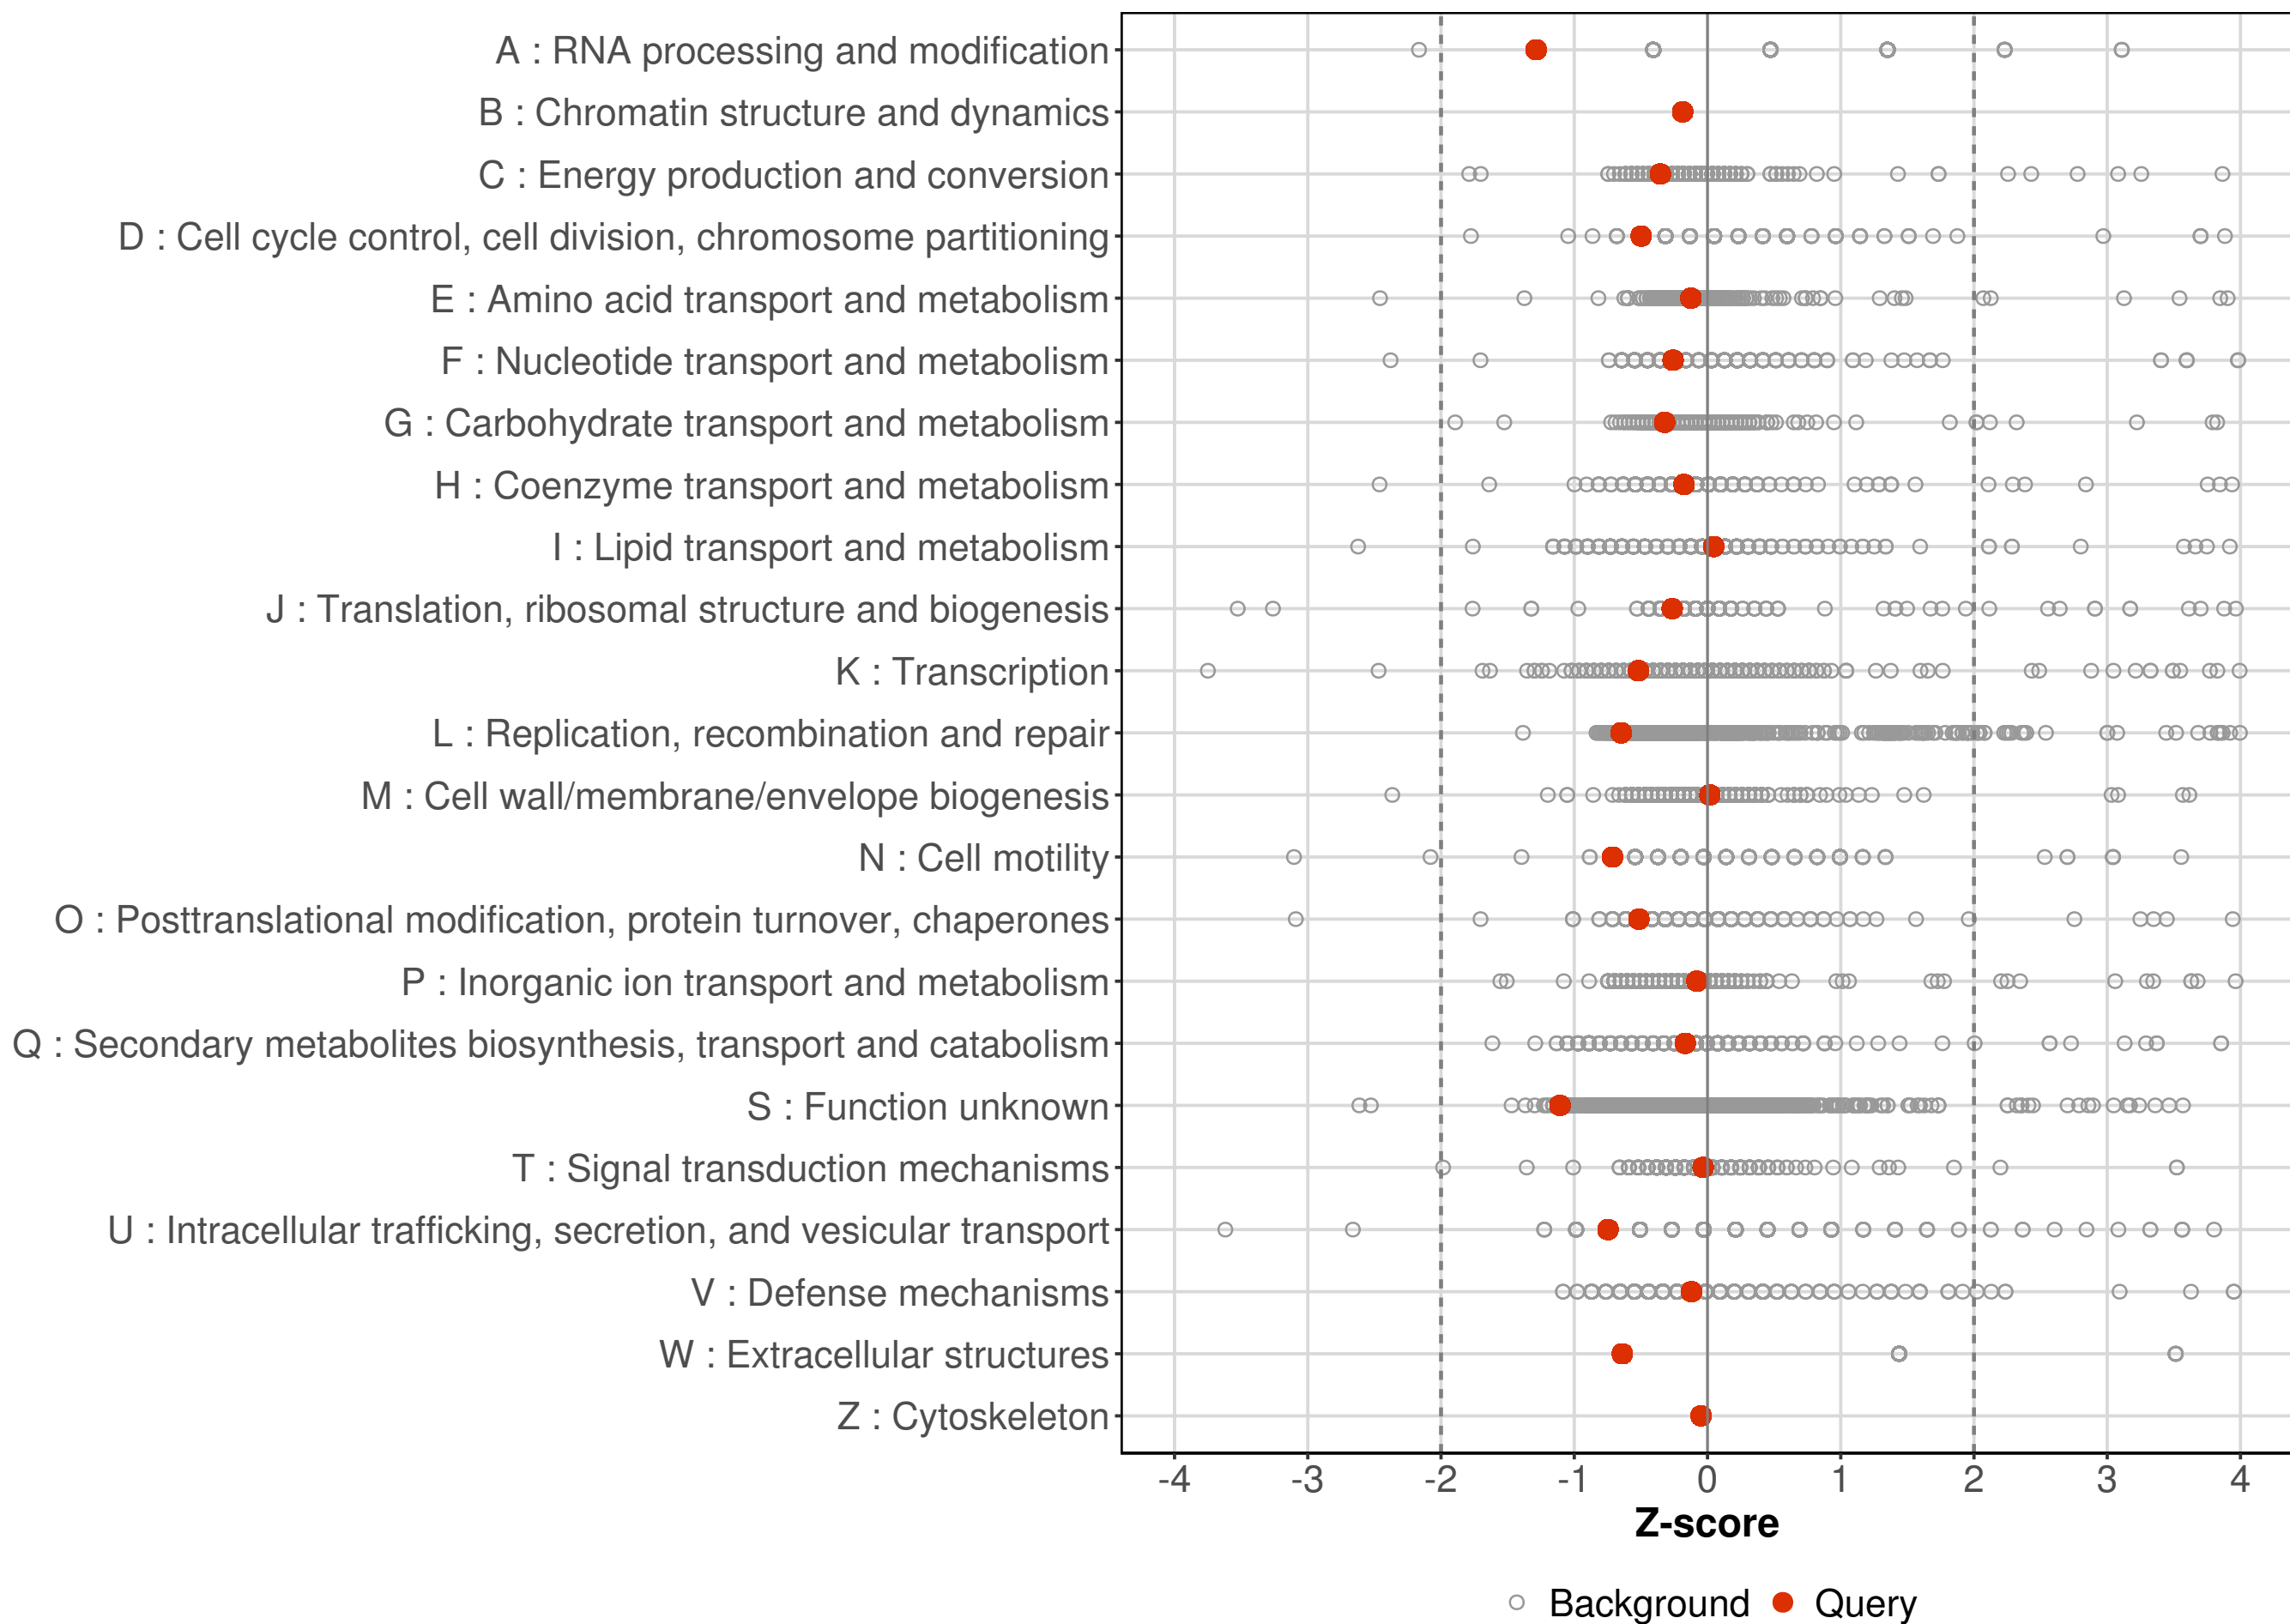 A : RNA processing and modification
B : Chromatin structure and dynamics
C : Energy production and conversion
D : Cell cycle control, cell division, chromosome partitioning
E : Amino acid transport and metabolism
F : Nucleotide transport and metabolism
G : Carbohydrate transport and metabolism
H : Coenzyme transport and metabolism
I : Lipid transport and metabolism
J : Translation, ribosomal structure and biogenesis
K : Transcription
L : Replication, recombination and repair
M : Cell wall/membrane/envelope biogenesis
N : Cell motility
O : Posttranslational modification, protein turnover, chaperones
P : Inorganic ion transport and metabolism
Q : Secondary metabolites biosynthesis, transport and catabolism
S : Function unknown
T : Signal transduction mechanisms
U : Intracellular trafficking, secretion, and vesicular transport
V : Defense mechanisms
W : Extracellular structures
Z : Cytoskeleton
-4 -3 -2 -1 0 1 2 3 4
Z-score
Background Query